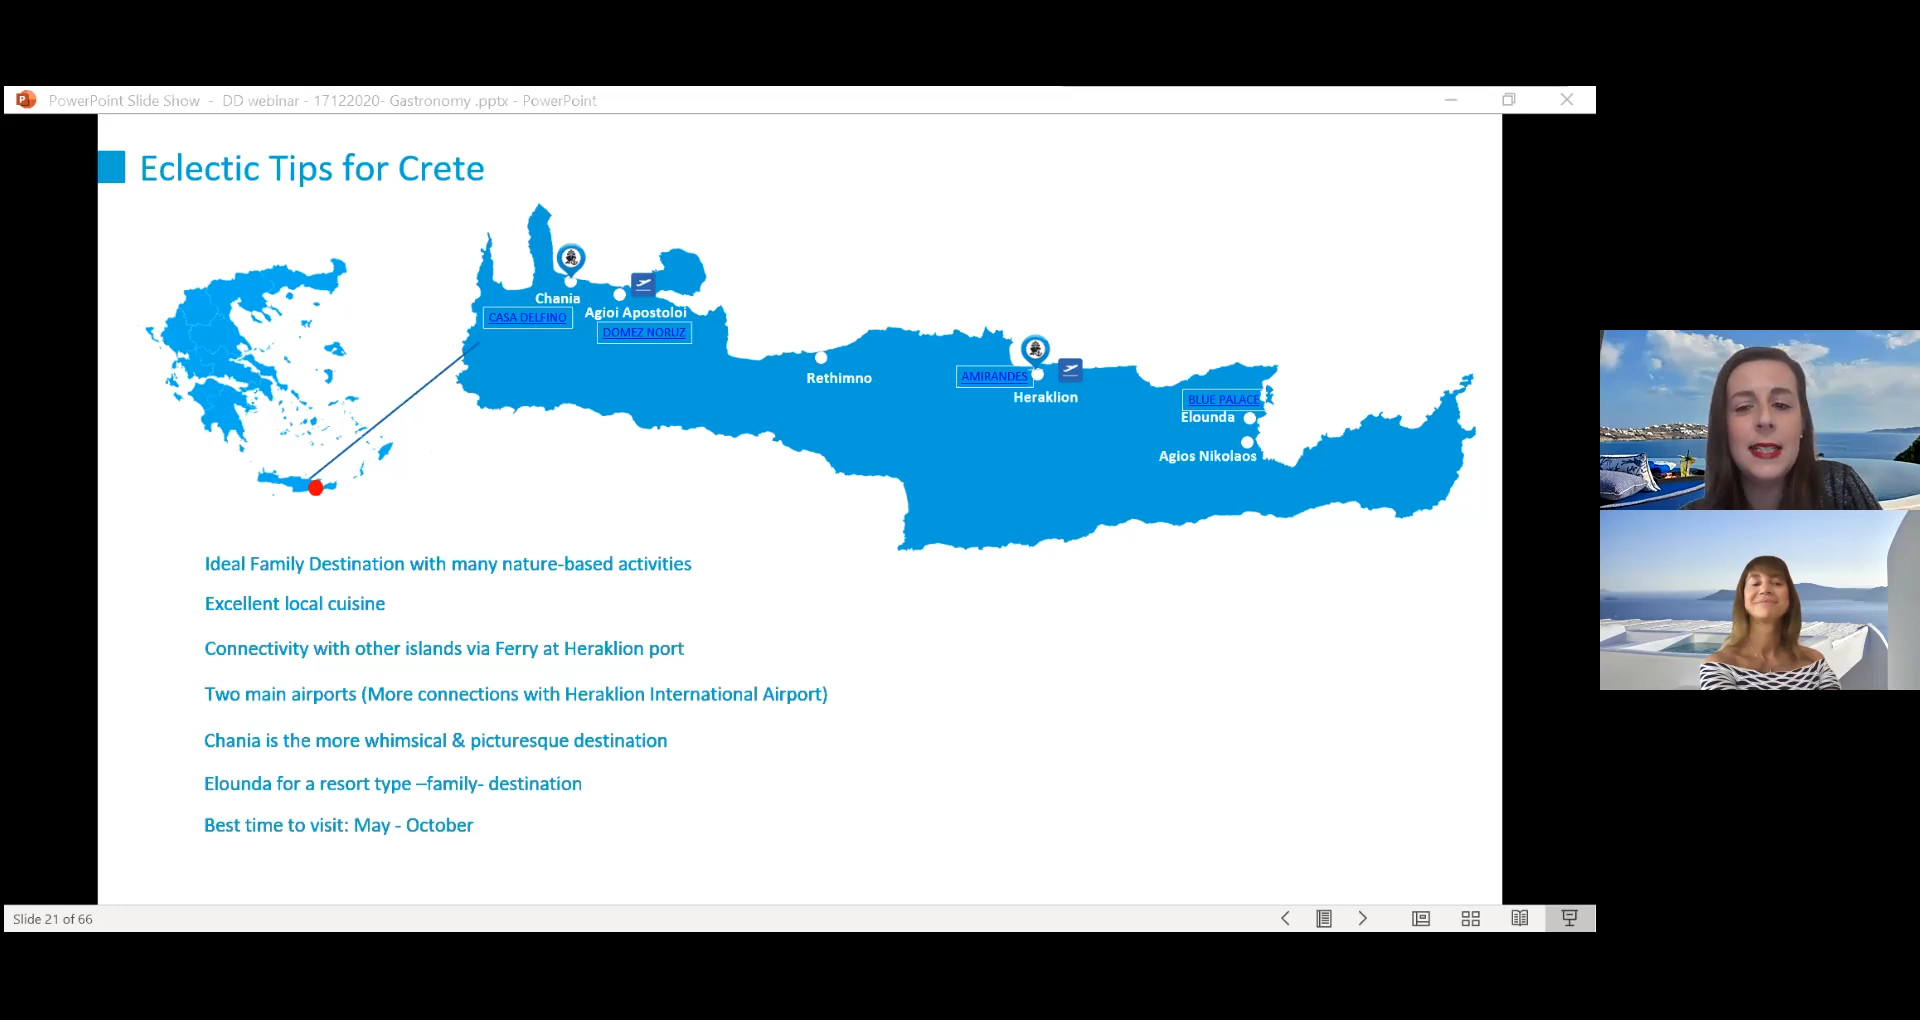 PowerPoint Slide Show - DD webinar - 17122020- Gastronomy .pptx - PowerPoint
Eclectic Tips for Crete
Chania
CASA DELFINO
Agioi Apostoloi
DOMEZ NORUZ
Rethimno
AMIRANDES
Heraklion
BLUE PALACE
Elounda
Agios Nikolaos
Ideal Family Destination with many nature-based activities
Excellent local cuisine
Connectivity with other islands via Ferry at Heraklion port
Two main airports (More connections with Heraklion International Airport)
Chania is the more whimsical & picturesque destination
Elounda for a resort type –family- destination
Best time to visit: May - October
Slide 21 of 66